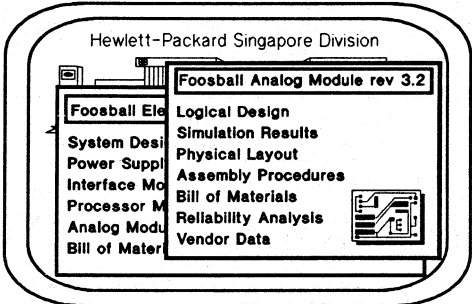 Hewlett-Packard Singapore Division
Foosball Analog Module rev 3.2
Logical Design
Simulation Results
Physical Layout
Assembly Procedures
Bill of Materials
Reliability Analysis
Vendor Data
Foosball Ele
System Desi
Power Suppl
Interface Mo
Processor M
Analog Modu
Bill of Materi